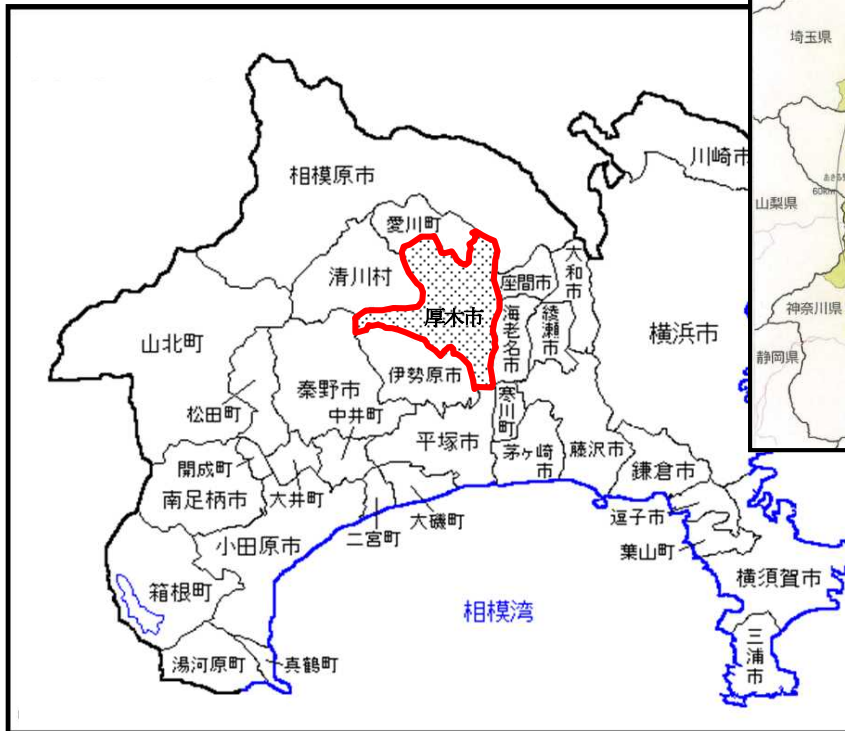 埼玉県
川崎市
相模原市
あきる野
60km
山梨県
愛川町
大和市
清川村
座間市
神奈川県
厚木市
海老名市
綾瀬市
横浜市
山北町
静岡県
伊勢原市
秦野市
寒川町
松田町
中井町
平塚市
茅ヶ崎市
藤沢市
鎌倉市
開成町
南足柄市
大井町
逗子市
大磯町
二宮町
小田原市
葉山町
横須賀市
箱根町
相模湾
三浦市
湯河原町
真鶴町